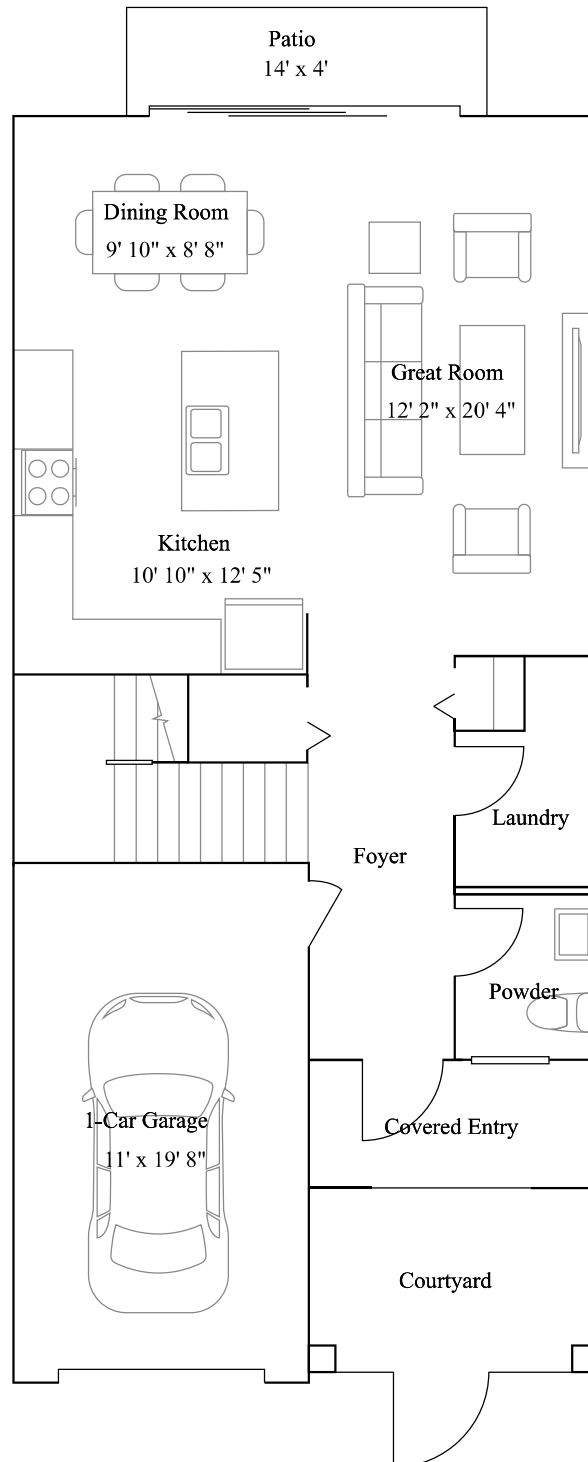 Patio
14' x 4'
Dining Room
9' 10" x 8' 8"
Great Room
12' 2" x 20' 4"
Kitchen
10' 10" x 12' 5"
Laundry
Foyer
Powder
1-Car Garage
11' x 19' 8"
Covered Entry
Courtyard